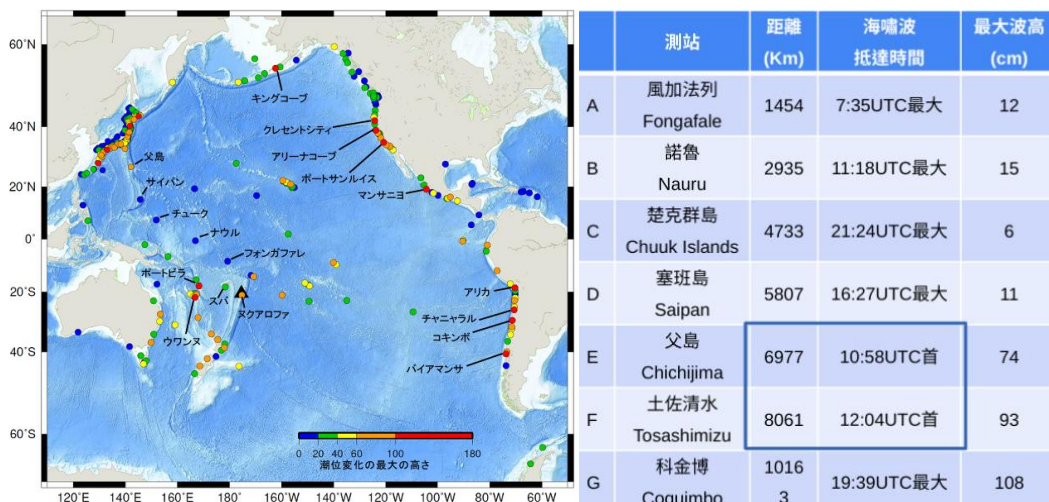 60°N
40°N
20°N
0°
20°S
40°S
60°S
キングコーブ
クレセントシティ
アリーナコーブ
ポートサンルイス
マンサニヨ
父島
サイパン
チューク
ナウル
フォンガファレ
ポートビラ
スバ
ヌクアロファ
ウワンヌ
アリカ
チャニャラル
コキンボ
バイアマンサ
0 20 40 60 100 180
潮位変化の最大の高さ
120°E 140°E 160°E 180° 160°W 140°W 120°W 100°W 80°W 60°W
測站
距離
(Km)
海嘯波
抵達時間
最大波高
(cm)
A
風加法列
Fongafale
1454
7:35UTC最大
12
B
諾魯
Nauru
2935
11:18UTC最大
15
C
楚克群島
Chuuk Islands
4733
21:24UTC最大
6
D
塞班島
Saipan
5807
16:27UTC最大
11
E
父島
Chichijima
6977
10:58UTC首
74
F
土佐清水
Tosashimizu
8061
12:04UTC首
93
G
科金博
Coquimbo
1016
3
19:39UTC最大
108